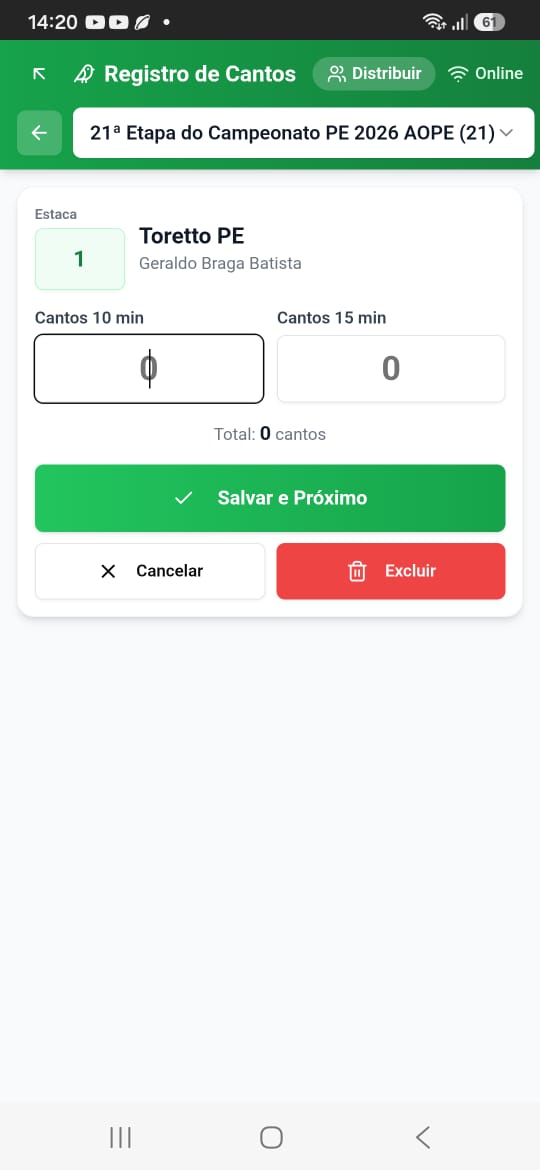 14:20
61
Registro de Cantos
Distribuir
Online
21ª Etapa do Campeonato PE 2026 AOPE (21)
Estaca
1
Toretto PE
Geraldo Braga Batista
Cantos 10 min
Cantos 15 min
0
0
Total: 0 cantos
Salvar e Próximo
Cancelar
Excluir